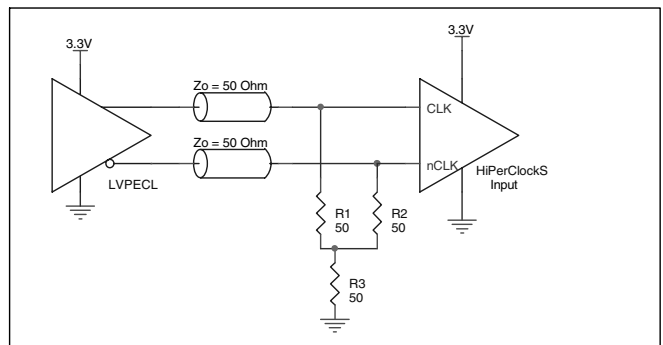 3.3V
3.3V
Zo = 50 Ohm
CLK
Zo = 50 Ohm
nCLK
HiPerClockS
Input
LVPECL
R1
50
R2
50
R3
50